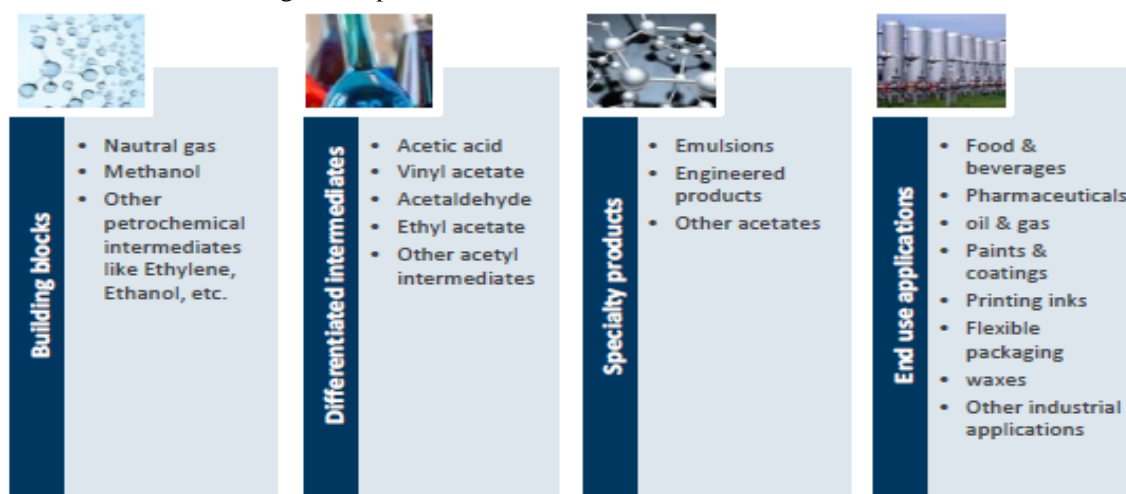 Building blocks
• Nautral gas
• Methanol
• Other
petrochemical
intermediates
like Ethylene,
Ethanol, etc.
Differentiated intermediates
• Acetic acid
• Vinyl acetate
• Acetaldehyde
• Ethyl acetate
• Other acetyl
intermediates
Specialty products
• Emulsions
• Engineered
products
• Other acetates
End use applications
• Food &
beverages
• Pharmaceuticals
• oil & gas
• Paints &
coatings
• Printing inks
• Flexible
packaging
• waxes
• Other industrial
applications